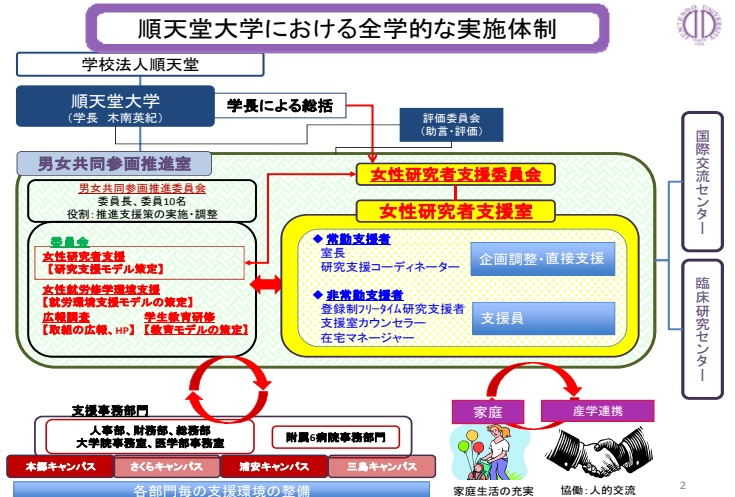 順天堂大学における全学的な実施体制
学校法人順天堂
順天堂大学
(学長 木南英紀)
学長による総括
評価委員会
(助言・評価)
男女共同参画推進室
男女共同参画推進委員会
委員長、委員10名
役割:推進支援策の実施・調整
委員会
女性研究者支援
【研究支援モデル策定】
女性就労修学環境支援
【就労環境支援モデルの策定】
広報調査 学生教育研修
【取組の広報、HP】【教育モデルの策定】
女性研究者支援委員会
女性研究者支援室
◆ 常勤支援者
室長
研究支援コーディネーター
企画調整・直接支援
◆ 非常勤支援者
登録制フリータイム研究支援者
支援室カウンセラー
在宅マネージャー
支援員
国際交流センター
臨床研究センター
支援事務部門
人事部、財務部、総務部
大学院事務室、医学部事務室
附属6病院事務部門
本郷キャンパス
さくらキャンパス
浦安キャンパス
三島キャンパス
各部門毎の支援環境の整備
家庭
産学連携
家庭生活の充実
協働:人的交流
2